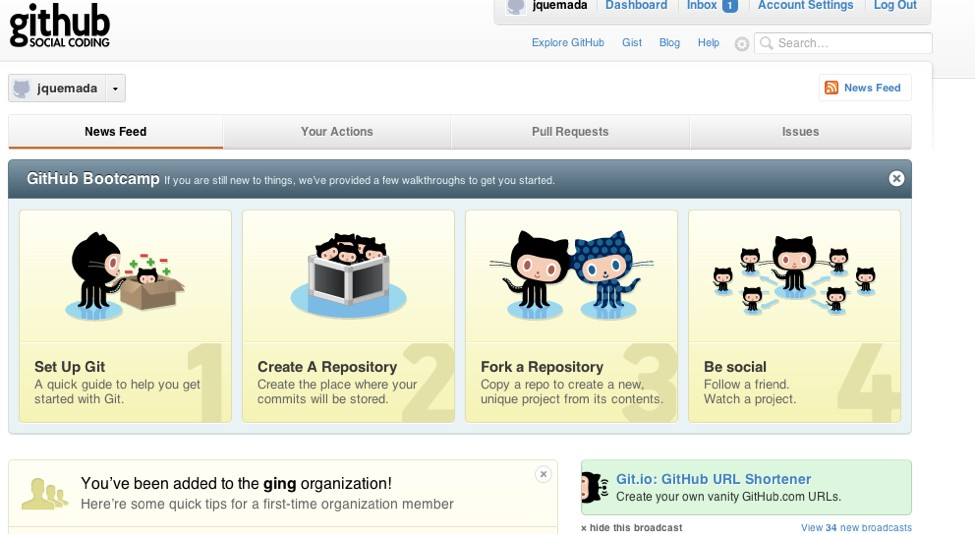 github
SOCIAL CODING
jquemada Dashboard Inbox 1 Account Settings Log Out
Explore GitHub Gist Blog Help Search...
jquemada
News Feed
News Feed Your Actions Pull Requests Issues
GitHub Bootcamp If you are still new to things, we've provided a few walkthroughs to get you started.
1
Set Up Git
A quick guide to help you get
started with Git.
2
Create A Repository
Create the place where your
commits will be stored.
3
Fork a Repository
Copy a repo to create a new,
unique project from its contents.
4
Be social
Follow a friend.
Watch a project.
You've been added to the ging organization!
Here're some quick tips for a first-time organization member
Git.io: GitHub URL Shortener
Create your own vanity GitHub.com URLs.
x hide this broadcast View 34 new broadcasts